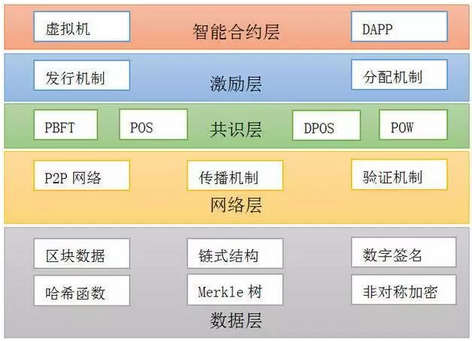 虚拟机 智能合约层 DAPP
发行机制 激励层 分配机制
PBFT POS 共识层 DPOS POW
P2P 网络 传播机制 验证机制
网络层
区块数据 链式结构 数字签名
哈希函数 Merkle 树 非对称加密
数据层